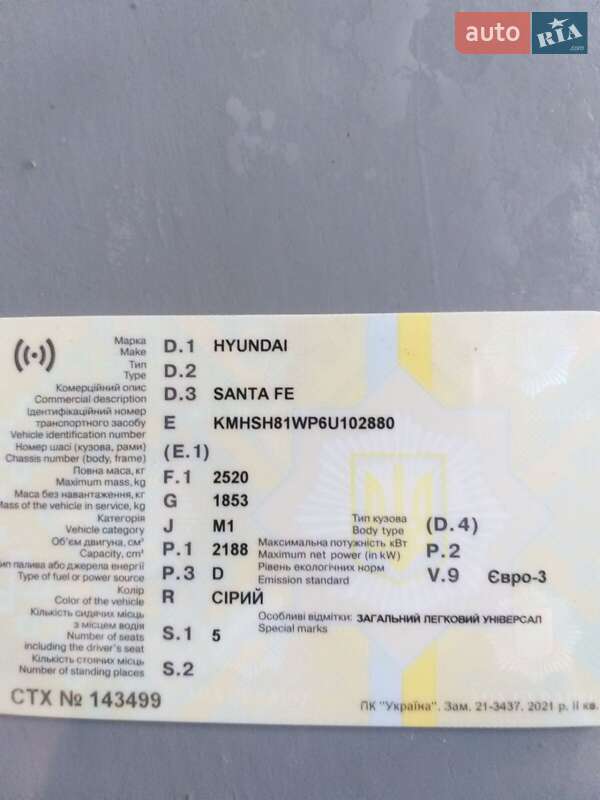 auto RIA .com
Марка D.1 HYUNDAI
Make
Тип D.2
Type
Комерційний опис D.3 SANTA FE
Commercial description
Ідентифікаційний номер
транспортного засобу E KMHSH81WP6U102880
Vehicle identification number
Номер шасі (кузова, рами) (E.1)
Chassis number (body, frame)
Повна маса, кг F.1 2520
Maximum mass, kg
Маса без навантаження, кг G 1853
Mass of the vehicle in service, kg
Категорія J M1 Тип кузова (D.4)
Vehicle category Body type
Об'єм двигуна, см³ P.1 2188 Максимальна потужність кВт P.2
Capacity, cm³ Maximum net power (in kW)
Тип палива або джерела енергії P.3 D Рівень екологічних норм V.9 Євро-3
Type of fuel or power source Emission standard
Колір R СІРИЙ
Color of the vehicle
Кількість сидячих місць Особливі відмітки: ЗАГАЛЬНИЙ ЛЕГКОВИЙ УНІВЕРСАЛ
з місцем водія S.1 5 Special marks
Number of seats
including the driver's seat
Кількість стоячих місць S.2
Number of standing places
СТХ № 143499
ПК "Україна". Зам. 21-3437. 2021 р. II кв.